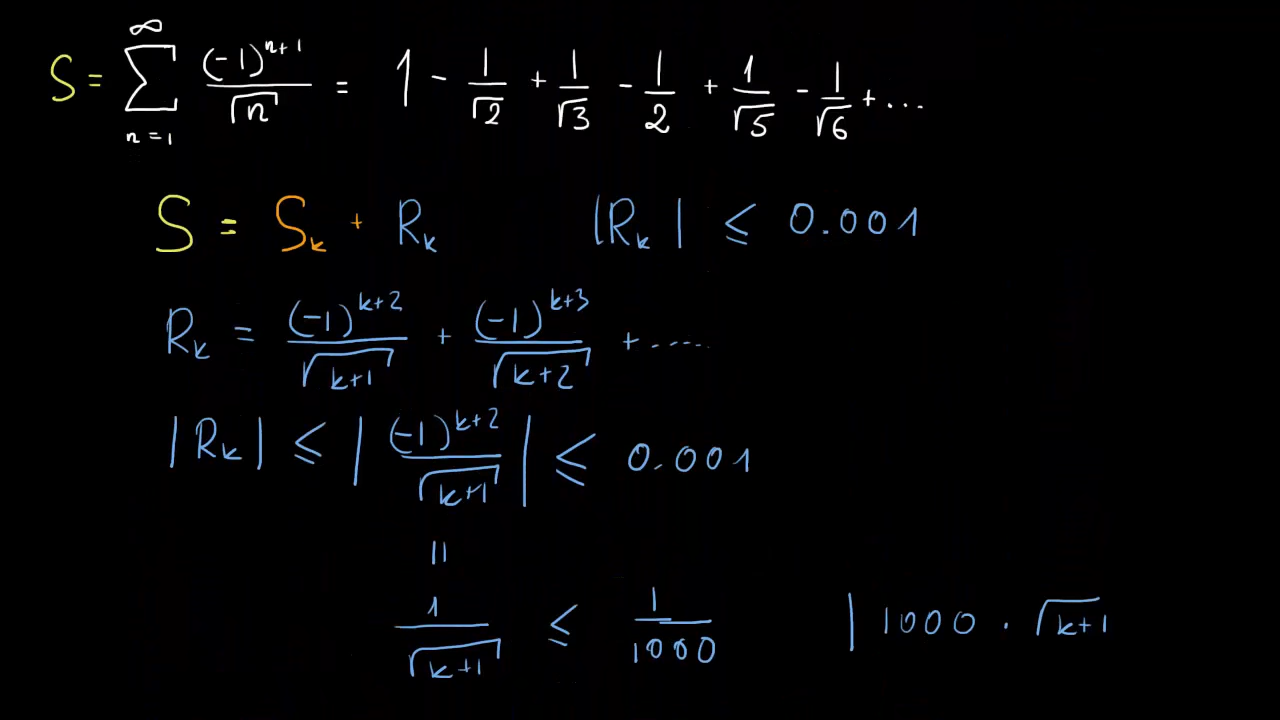 S = ∞ ∑ n=1 (-1)^{n+1} / √n = 1 - 1/√2 + 1/√3 - 1/2 + 1/√5 - 1/√6 + ...
S = S_k + R_k |R_k| ≤ 0.001
R_k = (-1)^{k+2} / √(k+1) + (-1)^{k+3} / √(k+2) + .....
|R_k| ≤ | (-1)^{k+2} / √(k+1) | ≤ 0.001
=
1 / √(k+1) ≤ 1 / 1000 | 1000 · √(k+1)